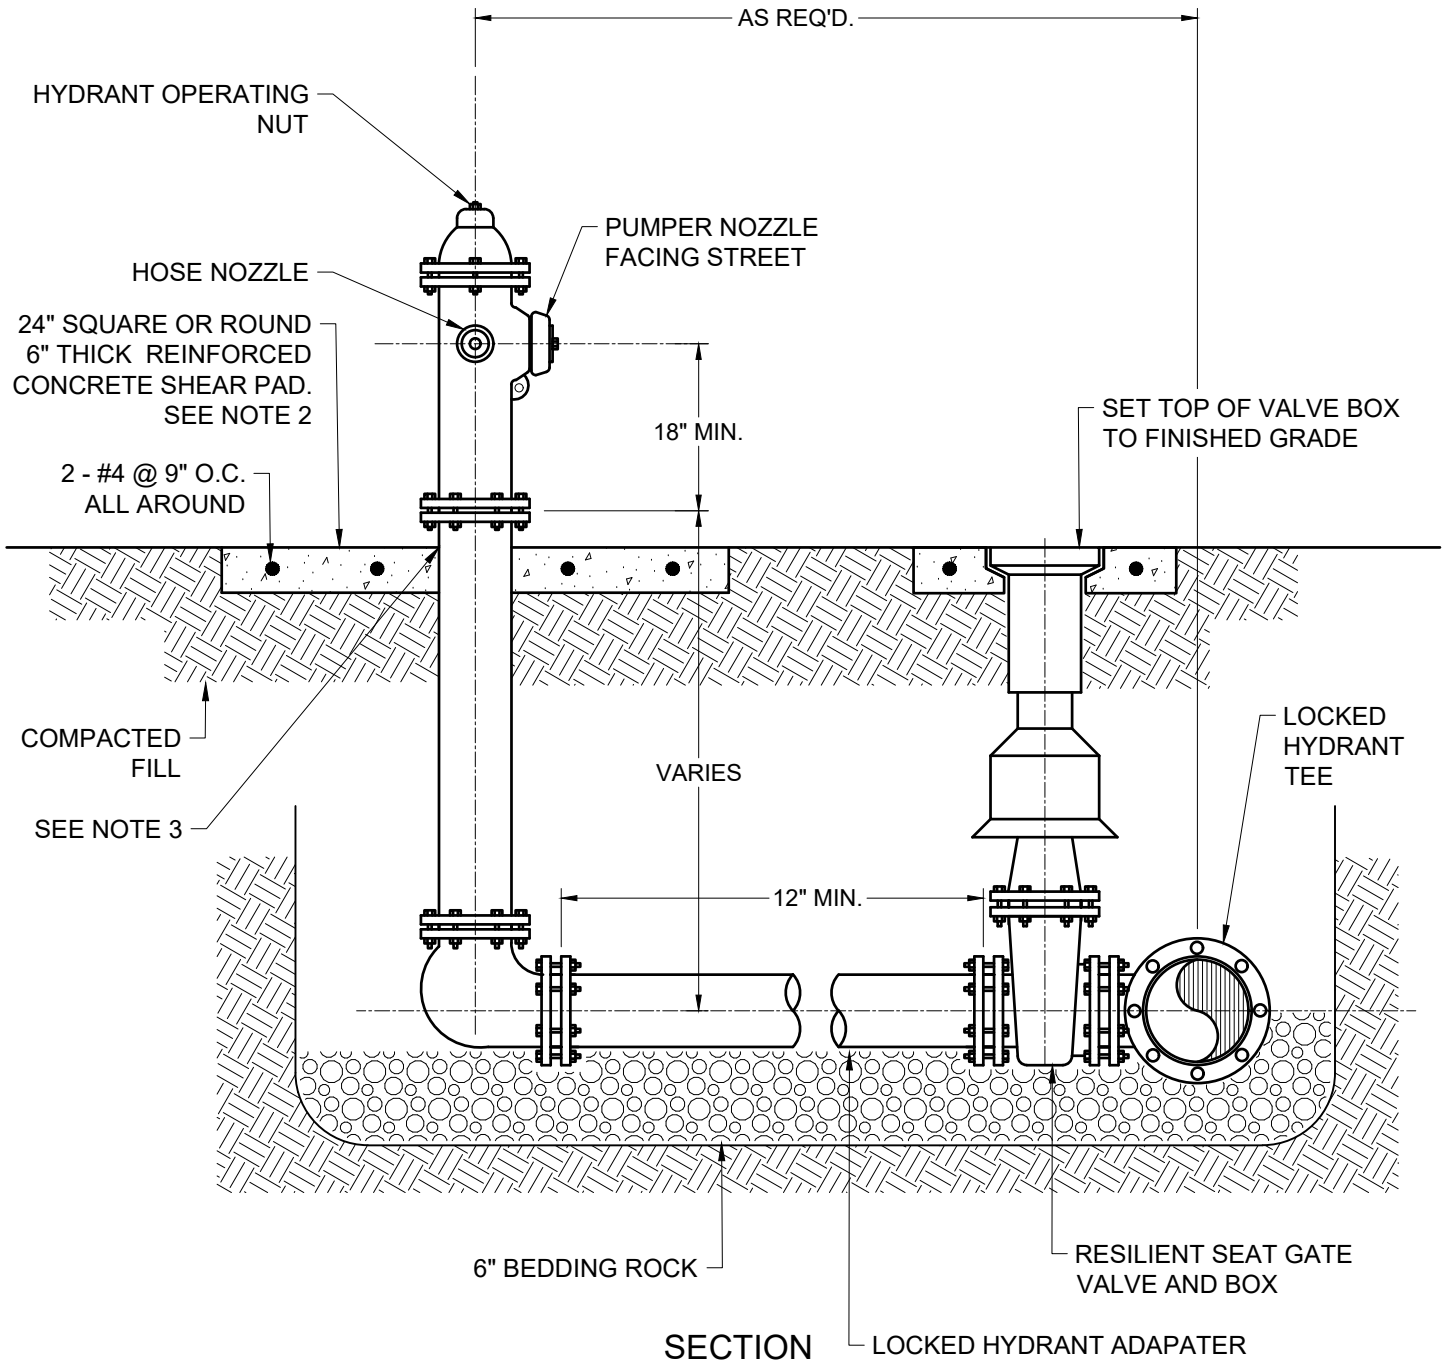 AS REQ'D.
HYDRANT OPERATING
NUT
PUMPER NOZZLE
FACING STREET
HOSE NOZZLE
24" SQUARE OR ROUND
6" THICK REINFORCED
CONCRETE SHEAR PAD.
SEE NOTE 2
18" MIN.
SET TOP OF VALVE BOX
TO FINISHED GRADE
2 - #4 @ 9" O.C.
ALL AROUND
COMPACTED
FILL
VARIES
LOCKED
HYDRANT
TEE
SEE NOTE 3
12" MIN.
6" BEDDING ROCK
RESILIENT SEAT GATE
VALVE AND BOX
SECTION
LOCKED HYDRANT ADAPATER